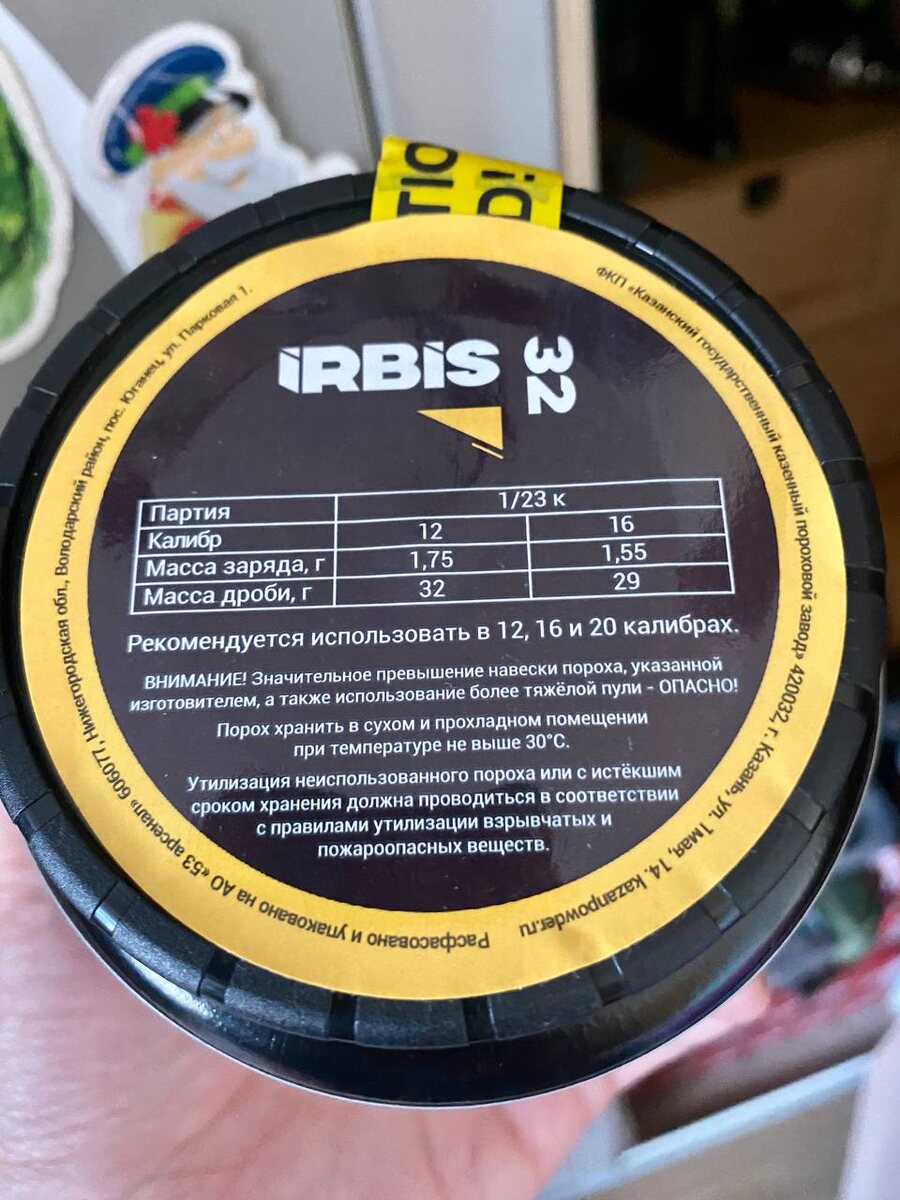 TIO
iRBiS 32
Партия 1/23 к
Калибр 12 16
Масса заряда, г 1,75 1,55
Масса дроби, г 32 29
Рекомендуется использовать в 12, 16 и 20 калибрах.
ВНИМАНИЕ! Значительное превышение навески пороха, указанной
изготовителем, а также использование более тяжёлой пули - ОПАСНО!
Порох хранить в сухом и прохладном помещении
при температуре не выше 30°С.
Утилизация неиспользованного пороха или с истёкшим
сроком хранения должна проводиться в соответствии
с правилами утилизации взрывчатых и
пожароопасных веществ.
ФКП «Казанский государственный казенный пороховой завод» 420032, г. Казань, ул. 1мая, 14. kazanpowder.ru
Расфасовано и упаковано на АО «53 арсенал» 606077, Нижегородская обл., Володарский район, пос. Юганец, ул. Парковая 1.